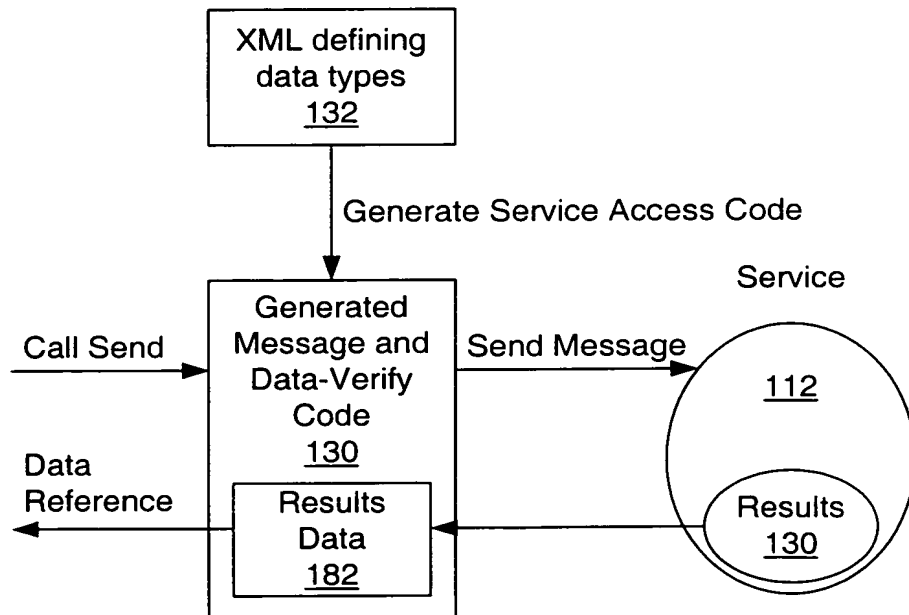 XML defining
data types
132
Generate Service Access Code
Service
Call Send
Generated
Message and
Data-Verify
Code
130
Send Message
112
Data
Reference
Results
Data
182
Results
130